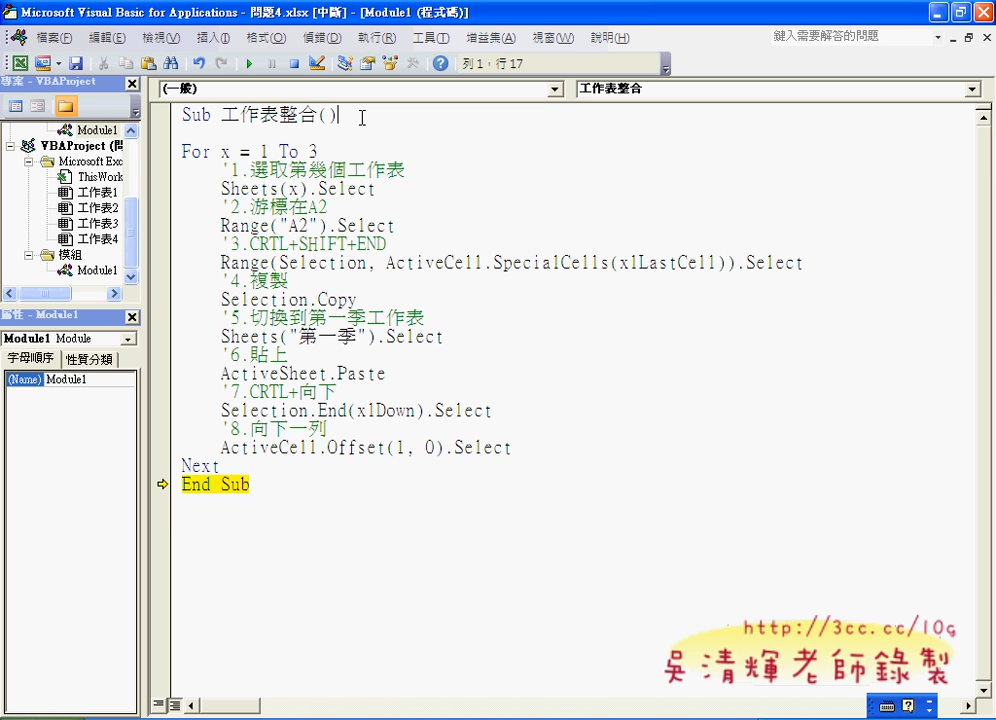 Microsoft Visual Basic for Applications - 問題4.xlsx [中斷] - [Module1 (程式碼)]
檔案(F) 編輯(E) 檢視(V) 插入(I) 格式(O) 偵錯(D) 執行(R) 工具(T) 增益集(A) 視窗(W) 說明(H) 鍵入需要解答的問題
列 1，行 17
專案 - VBAProject
(一般) 工作表整合
Module1
VBAProject (問
Microsoft Exc
ThisWork
工作表1
工作表2
工作表3
工作表4
模組
Module1
屬性 - Module1
Module1 Module
字母順序 性質分類
(Name) Module1
Sub 工作表整合()
For x = 1 To 3
'1.選取第幾個工作表
Sheets(x).Select
'2.游標在A2
Range("A2").Select
'3.CRTL+SHIFT+END
Range(Selection, ActiveCell.SpecialCells(xlLastCell)).Select
'4.複製
Selection.Copy
'5.切換到第一季工作表
Sheets("第一季").Select
'6.貼上
ActiveSheet.Paste
'7.CRTL+向下
Selection.End(xlDown).Select
'8.向下一列
ActiveCell.Offset(1, 0).Select
Next
End Sub
http://3cc.cc/10g
吳清輝老師錄製